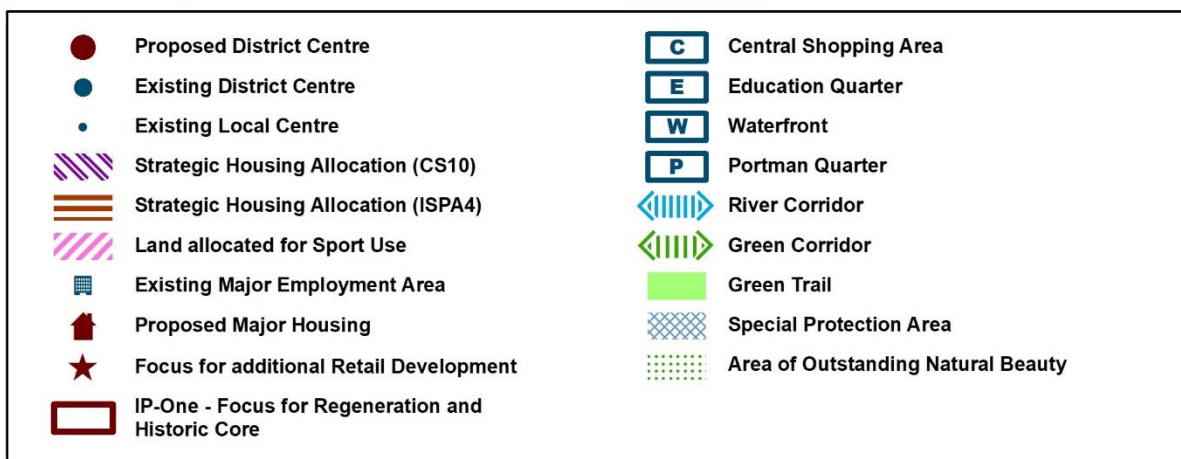 Proposed District Centre
Existing District Centre
Existing Local Centre
Strategic Housing Allocation (CS10)
Strategic Housing Allocation (ISPA4)
Land allocated for Sport Use
Existing Major Employment Area
Proposed Major Housing
Focus for additional Retail Development
IP-One - Focus for Regeneration and
Historic Core
C Central Shopping Area
E Education Quarter
W Waterfront
P Portman Quarter
River Corridor
Green Corridor
Green Trail
Special Protection Area
Area of Outstanding Natural Beauty